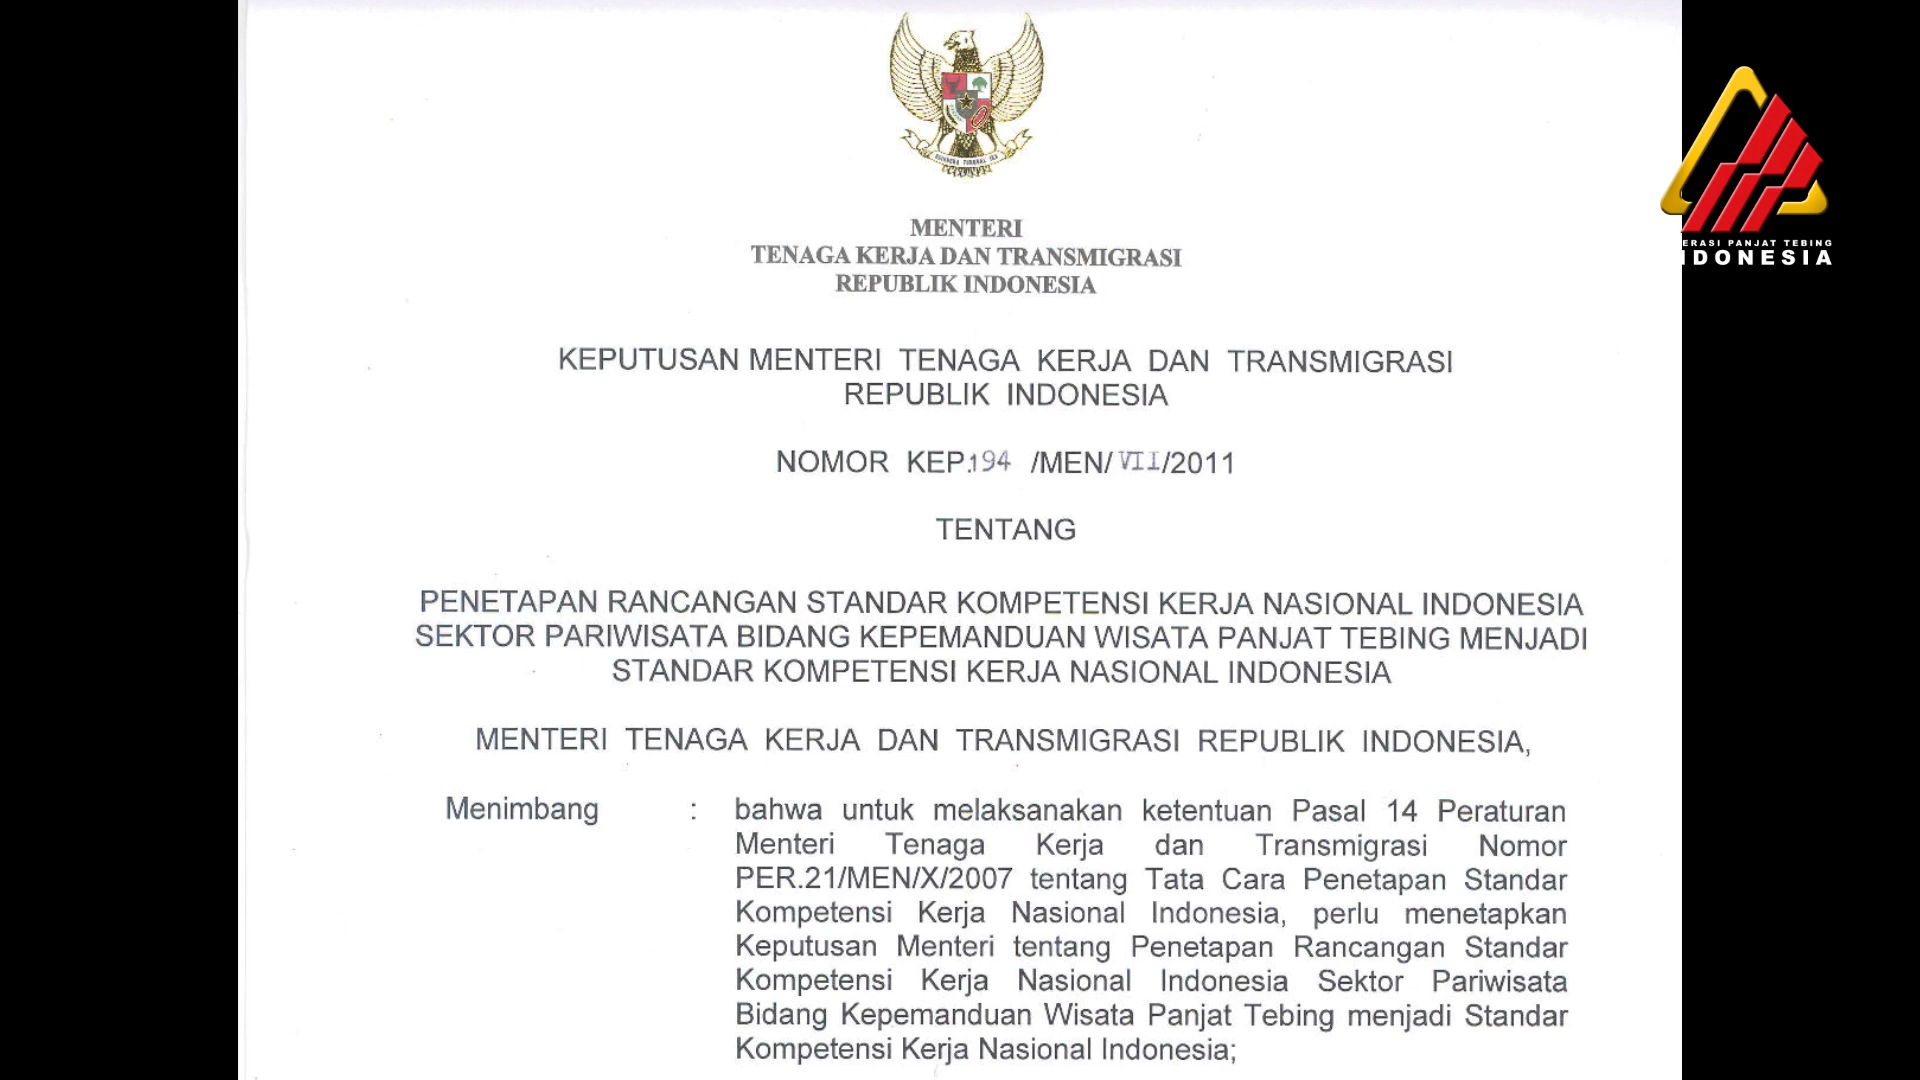 MENTERI
TENAGA KERJA DAN TRANSMIGRASI
REPUBLIK INDONESIA
KEPUTUSAN MENTERI TENAGA KERJA DAN TRANSMIGRASI
REPUBLIK INDONESIA
NOMOR KEP.194 /MEN/ VII/2011
TENTANG
PENETAPAN RANCANGAN STANDAR KOMPETENSI KERJA NASIONAL INDONESIA
SEKTOR PARIWISATA BIDANG KEPEMANDUAN WISATA PANJAT TEBING MENJADI
STANDAR KOMPETENSI KERJA NASIONAL INDONESIA
MENTERI TENAGA KERJA DAN TRANSMIGRASI REPUBLIK INDONESIA,
Menimbang : bahwa untuk melaksanakan ketentuan Pasal 14 Peraturan
Menteri Tenaga Kerja dan Transmigrasi Nomor
PER.21/MEN/X/2007 tentang Tata Cara Penetapan Standar
Kompetensi Kerja Nasional Indonesia, perlu menetapkan
Keputusan Menteri tentang Penetapan Rancangan Standar
Kompetensi Kerja Nasional Indonesia Sektor Pariwisata
Bidang Kepemanduan Wisata Panjat Tebing menjadi Standar
Kompetensi Kerja Nasional Indonesia;
ERASI PANJAT TEBING
DONESIA